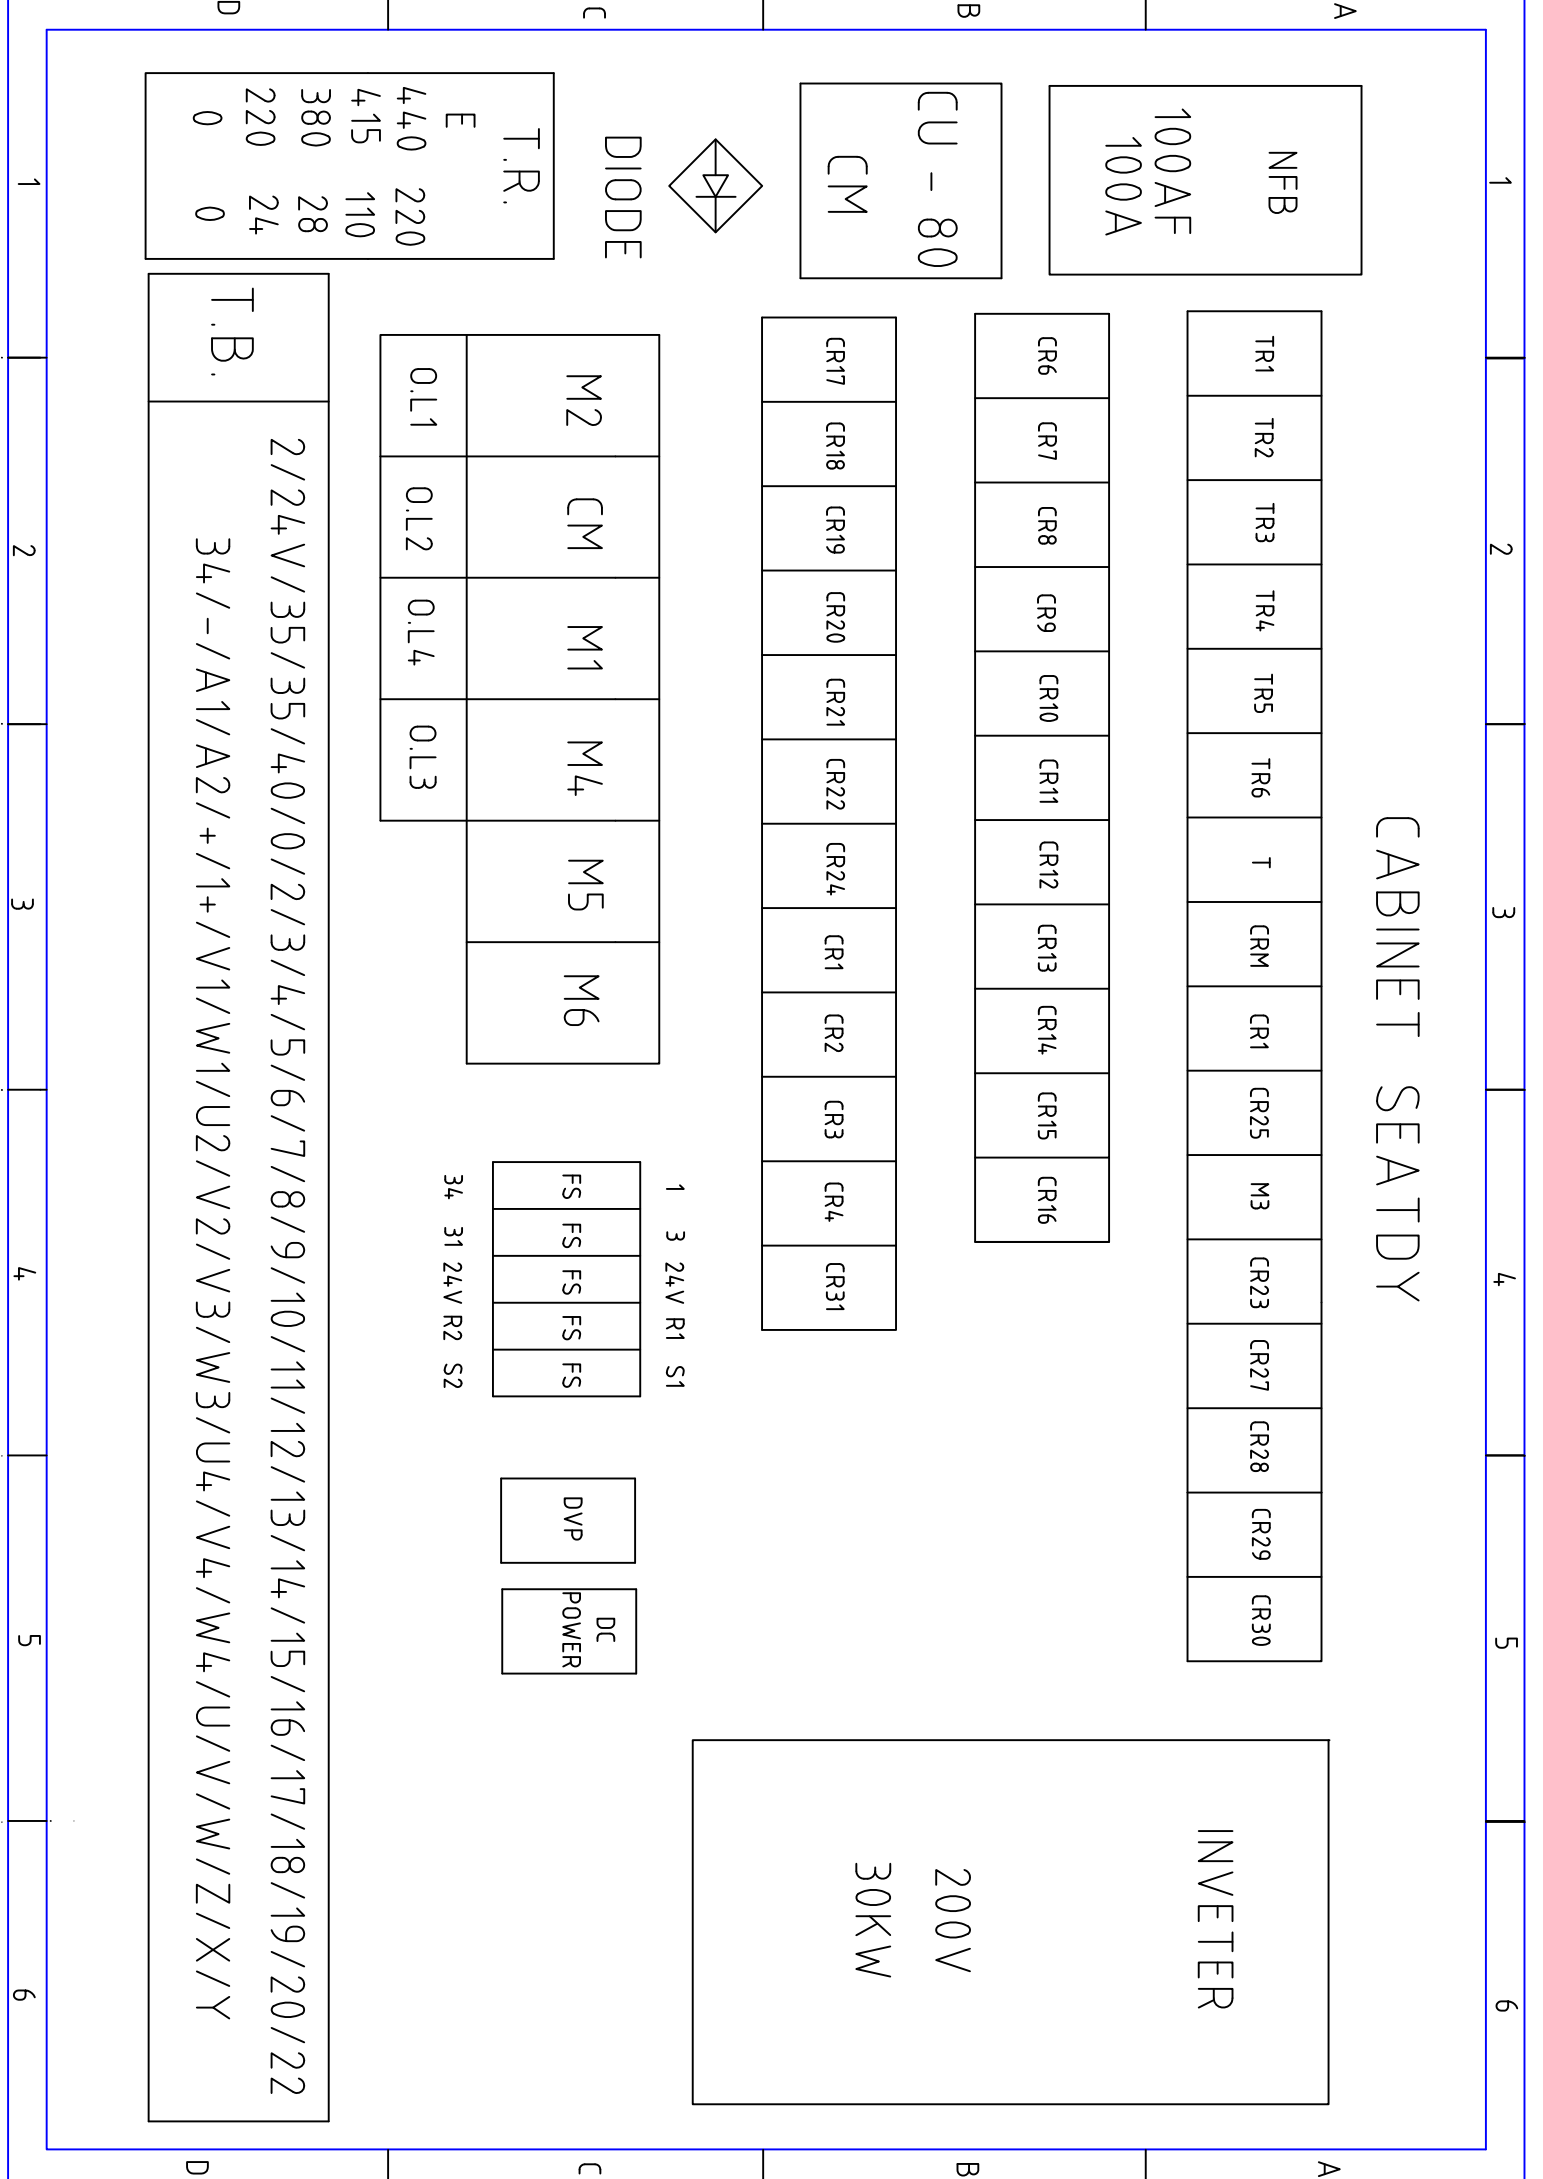 1 2 3 4 5 6
A A
CABINET SEATDY
NFB
100AF
100A
TR1 TR2 TR3 TR4 TR5 TR6 T CRM CR1 CR25 M3 CR23 CR27 CR28 CR29 CR30
INVETER
200V
30KW
B B
CU - 80
CM
CR6 CR7 CR8 CR9 CR10 CR11 CR12 CR13 CR14 CR15 CR16
CR17 CR18 CR19 CR20 CR21 CR22 CR24 CR1 CR2 CR3 CR4 CR31
C C
DIODE
M2 CM M1 M4 M5 M6
O.L1 O.L2 O.L4 O.L3
1 3 24V R1 S1
FS FS FS FS FS
34 31 24V R2 S2
DVP
DC
POWER
T.R.
E
440 220
415 110
380 28
220 24
0 0
D D
T.B.
2/24V/35/35/40/0/2/3/4/5/6/7/8/9/10/11/12/13/14/15/16/17/18/19/20/22
34/-/A1/A2/+/1+/V1/W1/U2/V2/V3/W3/U4/V4/W4/U/V/W/Z/X/Y
1 2 3 4 5 6